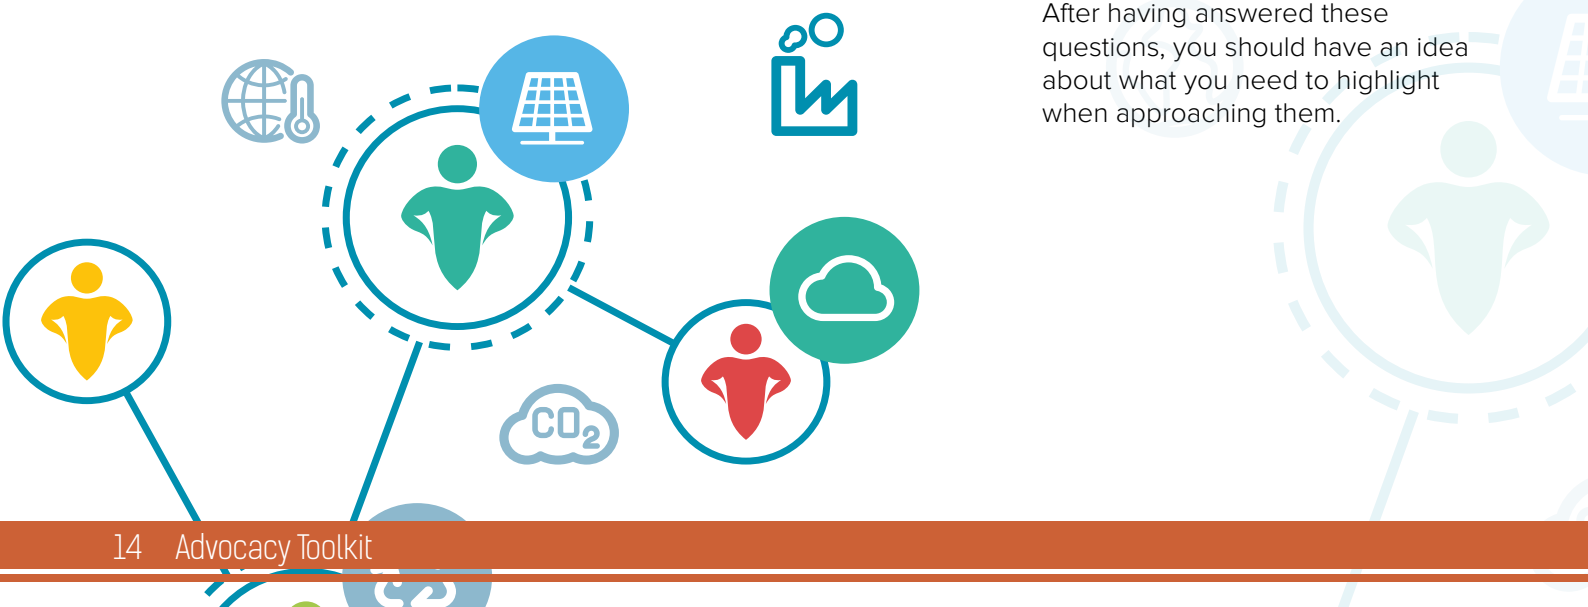 After having answered these
questions, you should have an idea
about what you need to highlight
when approaching them.
CO2
14 Advocacy Toolkit